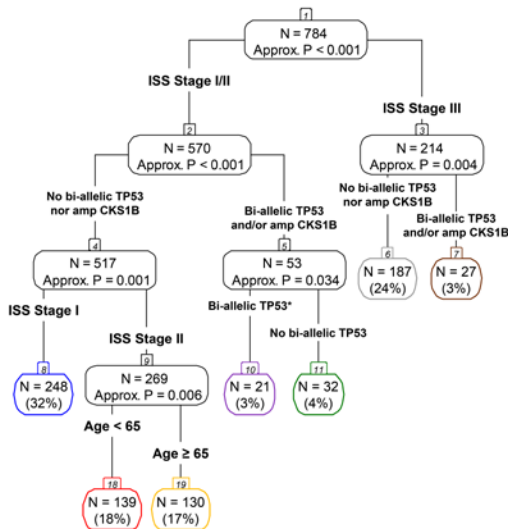 1
N = 784
Approx. P < 0.001
ISS Stage I/II
ISS Stage III
2
N = 570
Approx. P < 0.001
3
N = 214
Approx. P = 0.004
No bi-allelic TP53
nor amp CKS1B
Bi-allelic TP53
and/or amp CKS1B
No bi-allelic TP53
nor amp CKS1B
Bi-allelic TP53
and/or amp CKS1B
4
N = 517
Approx. P = 0.001
5
N = 53
Approx. P = 0.034
6
N = 187
(24%)
7
N = 27
(3%)
ISS Stage I
ISS Stage II
Bi-allelic TP53*
No bi-allelic TP53
8
N = 248
(32%)
9
N = 269
Approx. P = 0.006
10
N = 21
(3%)
11
N = 32
(4%)
Age < 65
Age ≥ 65
18
N = 139
(18%)
19
N = 130
(17%)